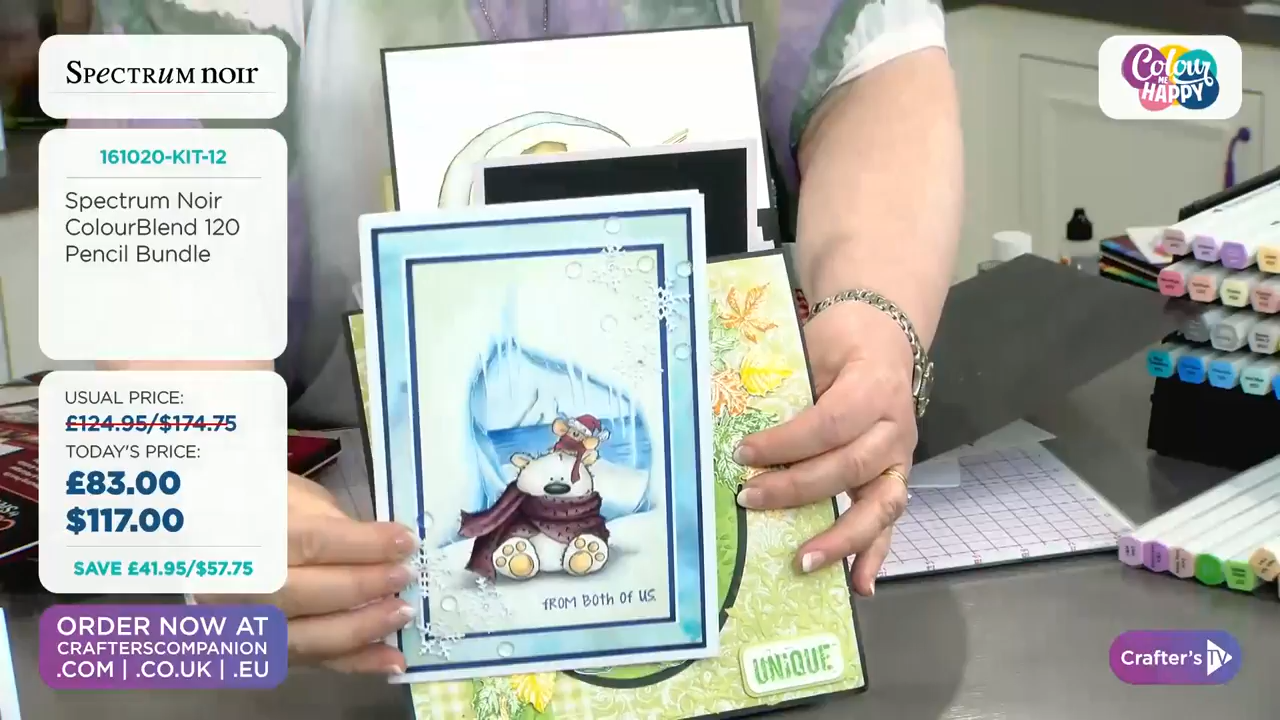 SPECTRUM NOIR
161020-KIT-12
Spectrum Noir
ColourBlend 120
Pencil Bundle
USUAL PRICE:
£124.95/$174.75
TODAY'S PRICE:
£83.00
$117.00
SAVE £41.95/$57.75
ORDER NOW AT
CRAFTERSCOMPANION
.COM | .CO.UK | .EU
Colour
ME
HAPPY
FROM BOTH OF US
UNIQUE
Crafter's TV